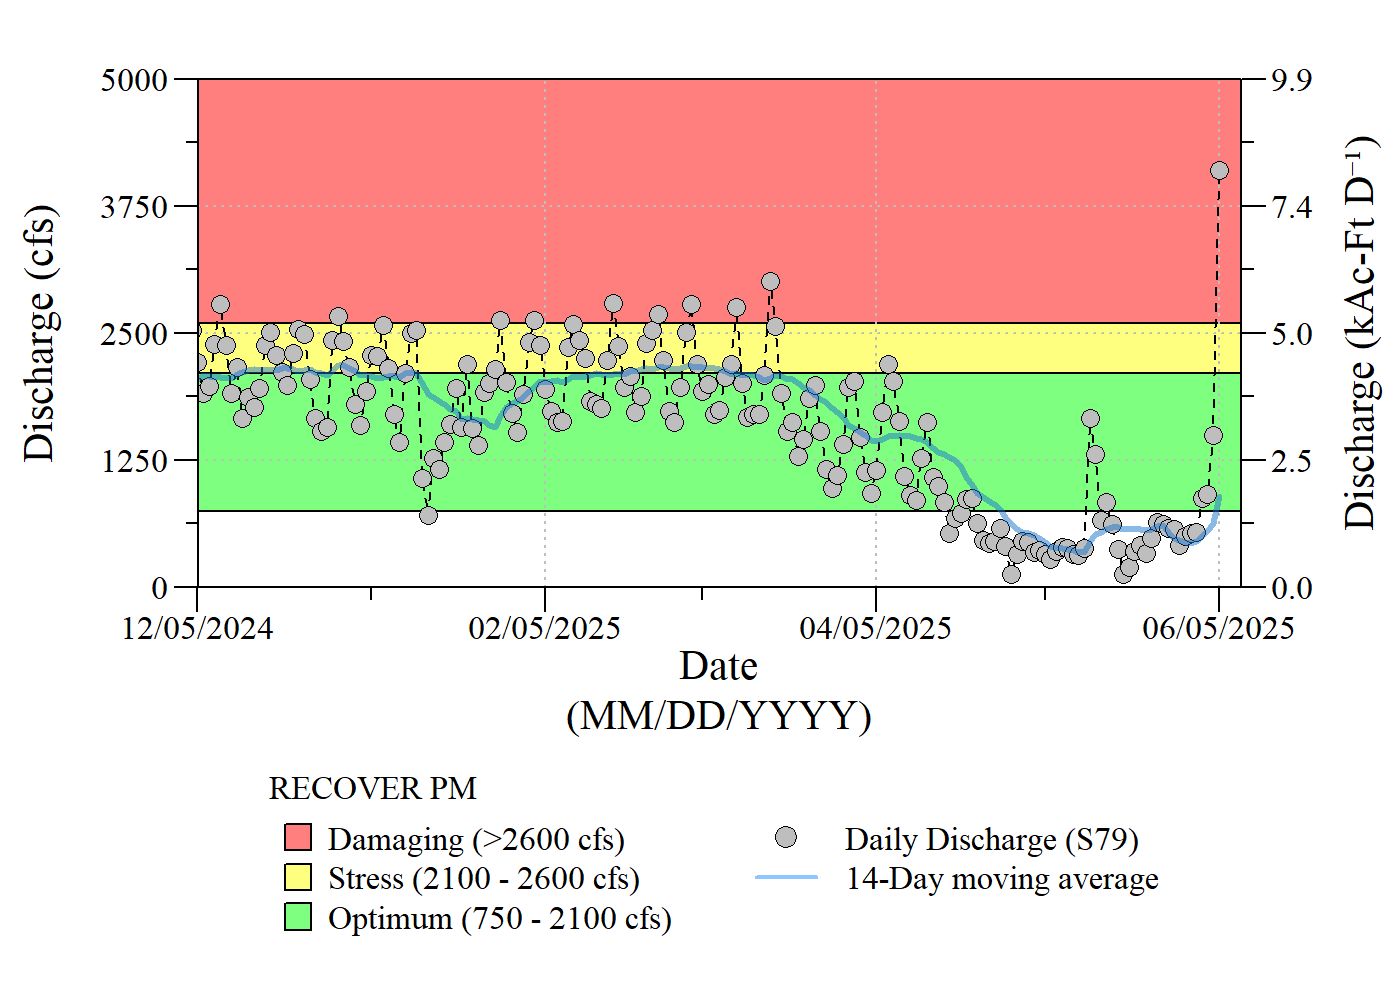 5000
3750
2500
1250
0
9.9
7.4
5.0
2.5
0.0
Discharge (cfs)
Discharge (kAc-Ft D⁻¹)
12/05/2024 02/05/2025 04/05/2025 06/05/2025
Date
(MM/DD/YYYY)
RECOVER PM
Damaging (>2600 cfs)
Stress (2100 - 2600 cfs)
Optimum (750 - 2100 cfs)
Daily Discharge (S79)
14-Day moving average